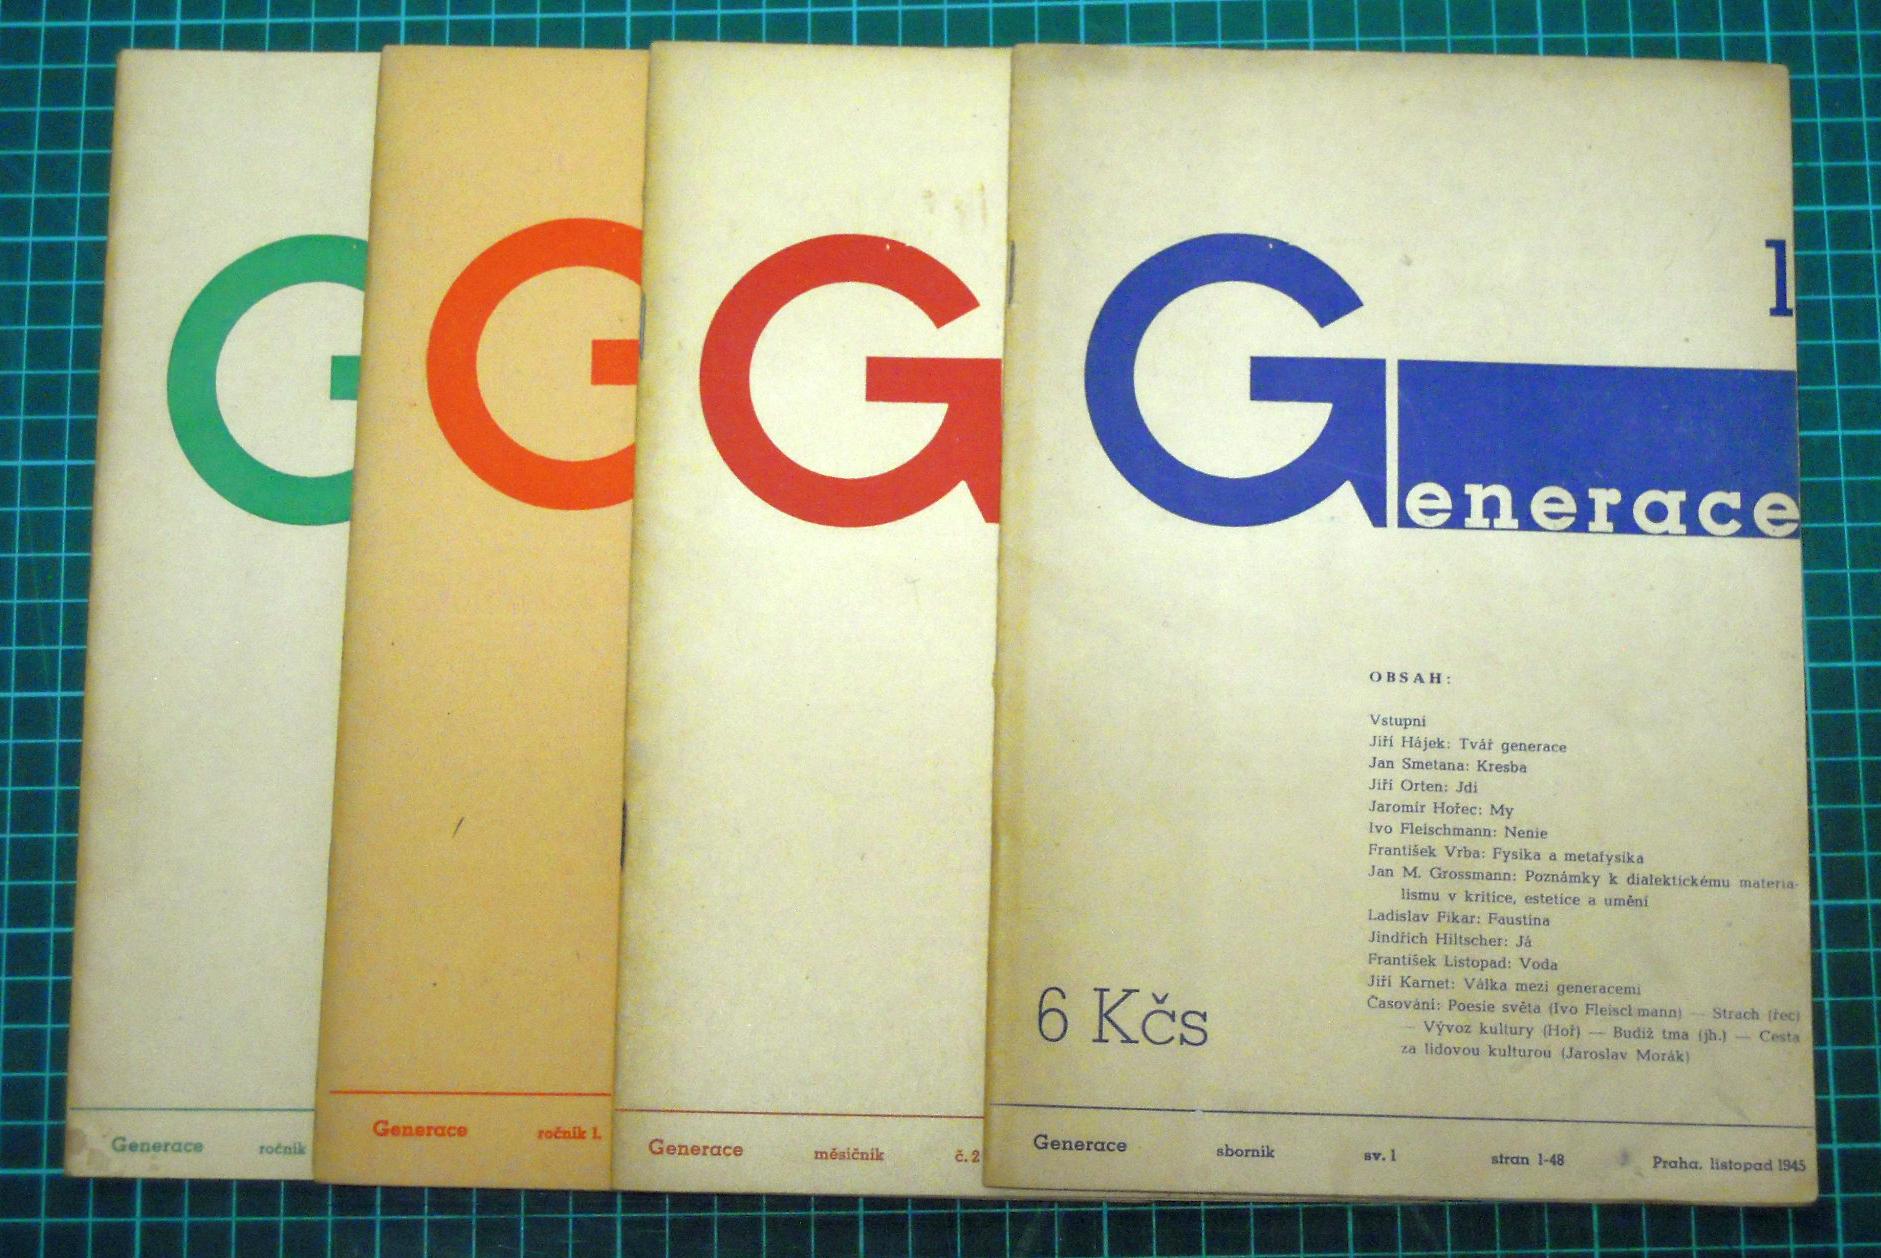 Generace
ročník
Generace
ročník 1.
Generace
měsíčník
č. 2
1
Generace
OBSAH:
Vstupní
Jiří Hájek: Tvář generace
Jan Smetana: Kresba
Jiří Orten: Jdi
Jaromír Hořec: My
Ivo Fleischmann: Nenie
František Vrba: Fysika a metafysika
Jan M. Grossmann: Poznámky k dialektickému materia-
lismu v kritice, estetice a umění
Ladislav Fikar: Faustina
Jindřich Hiltscher: Já
František Listopad: Voda
Jiří Karnet: Válka mezi generacemi
Časování: Poesie světa (Ivo Fleiscl mann) — Strach (řec)
— Vývoz kultury (Hoř) — Budiž tma (jh.) — Cesta
za lidovou kulturou (Jaroslav Morák)
6 Kčs
Generace sborník sv. 1 stran 1-48 Praha, listopad 1945